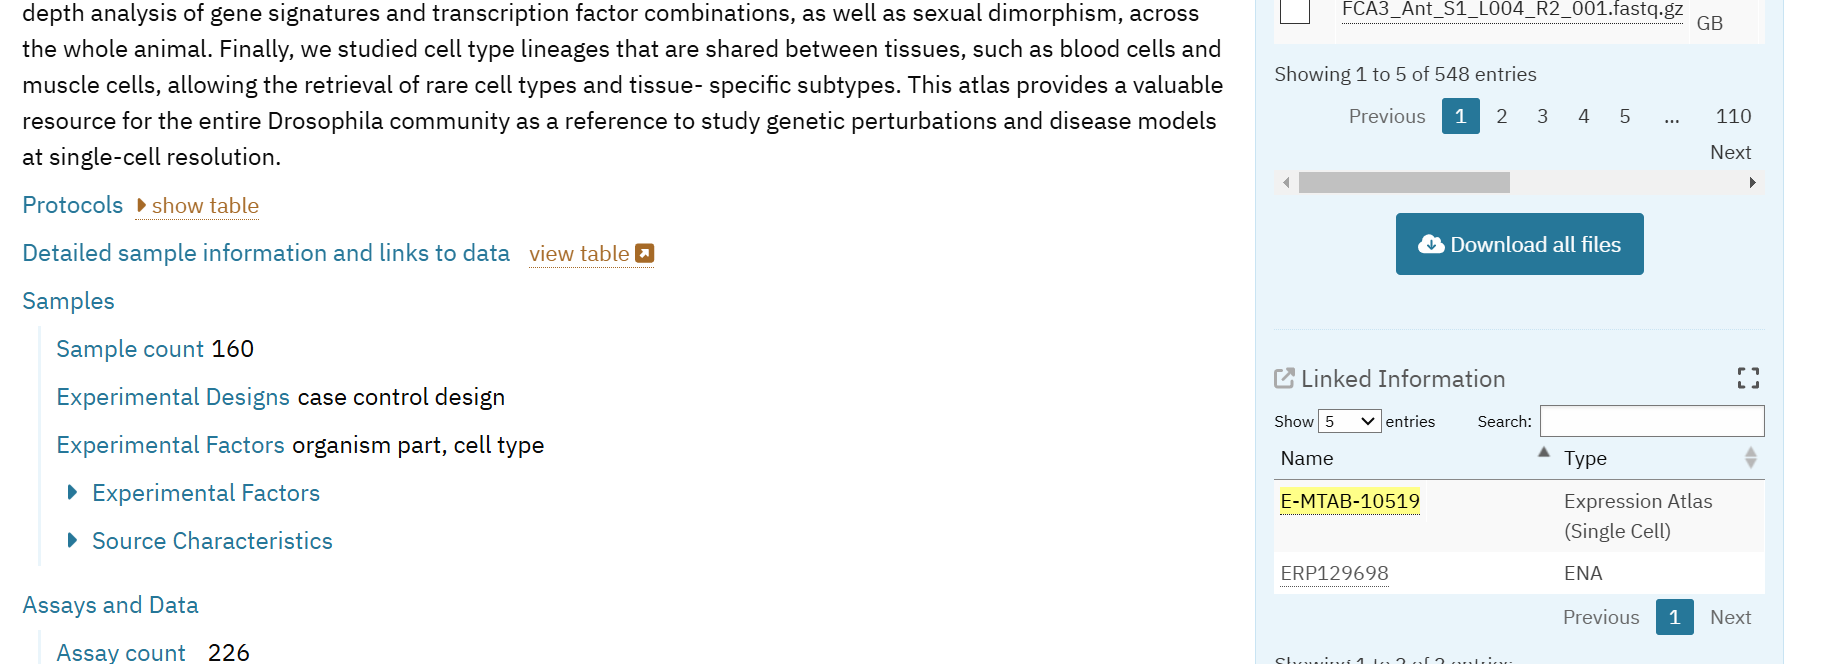 depth analysis of gene signatures and transcription factor combinations, as well as sexual dimorphism, across
the whole animal. Finally, we studied cell type lineages that are shared between tissues, such as blood cells and
muscle cells, allowing the retrieval of rare cell types and tissue- specific subtypes. This atlas provides a valuable
resource for the entire Drosophila community as a reference to study genetic perturbations and disease models
at single-cell resolution.
Protocols show table
Detailed sample information and links to data view table
Samples
Sample count 160
Experimental Designs case control design
Experimental Factors organism part, cell type
Experimental Factors
Source Characteristics
Assays and Data
Assay count 226
FCA3_Ant_S1_L004_R2_001.fastq.gz
GB
Showing 1 to 5 of 548 entries
Previous 1 2 3 4 5 ... 110
Next
Download all files
Linked Information
Show 5 entries Search:
Name Type
E-MTAB-10519 Expression Atlas
(Single Cell)
ERP129698 ENA
Previous 1 Next
Showing 1 to 2 of 2 entries